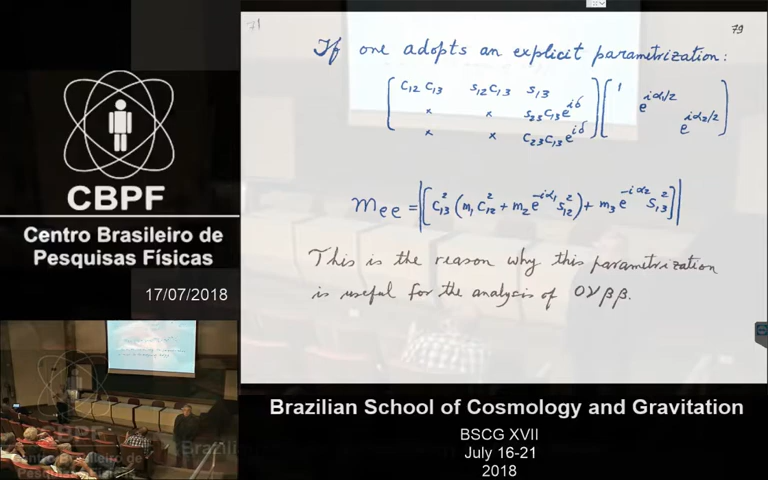 71
79
If one adopts an explicit parametrization:
[ c12 c13 s12 c13 s13 ] [ 1 ]
[ × × s23 c13 e^{iδ} ] [ e^{iα1/2} ]
[ × × c23 c13 e^{iδ} ] [ e^{iα2/2} ]
mee = |[c13^2 (m1 c12^2 + m2 e^{-iα1} s12^2) + m3 e^{-iα2} s13^2]|
This is the reason why this parametrization
is useful for the analysis of 0νββ.
CBPF
Centro Brasileiro de
Pesquisas Físicas
17/07/2018
Brazilian School of Cosmology and Gravitation
BSCG XVII
July 16-21
2018